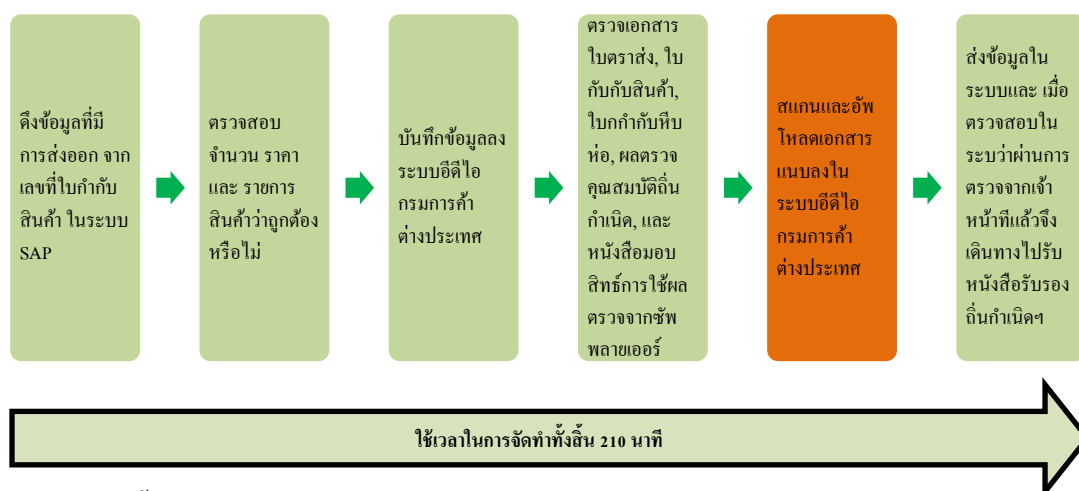 ดึงข้อมูลที่มี
การส่งออก จาก
เลขที่ใบกำกับ
สินค้า ในระบบ
SAP
ตรวจสอบ
จำนวน ราคา
และ รายการ
สินค้าว่าถูกต้อง
หรือไม่
บันทึกข้อมูลลง
ระบบอีดีไอ
กรมการค้า
ต่างประเทศ
ตรวจเอกสาร
ใบตราส่ง, ใบ
กับกับสินค้า,
ใบกกำกับหีบ
ห่อ, ผลตรวจ
คุณสมบัติถิ่น
กำเนิด, และ
หนังสือมอบ
สิทธ์การใช้ผล
ตรวจจากซัพ
พลายเออร์
สแกนและอัพ
โหลดเอกสาร
แนบลงใน
ระบบอีดีไอ
กรมการค้า
ต่างประเทศ
ส่งข้อมูลใน
ระบบและ เมื่อ
ตรวจสอบใน
ระบว่าผ่านการ
ตรวจจากเจ้า
หน้าทีแล้วจึง
เดินทางไปรับ
หนังสือรับรอง
ถิ่นกำเนิดฯ
ใช้เวลาในการจัดทำทั้งสิ้น 210 นาที